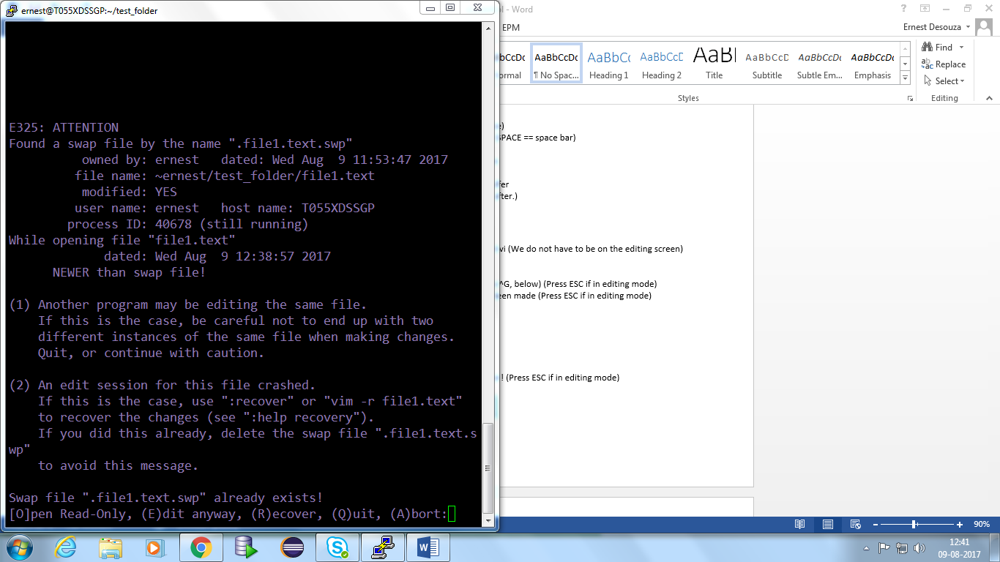 ernest@T055XDSSGP:~/test_folder
E325: ATTENTION
Found a swap file by the name ".file1.text.swp"
owned by: ernest   dated: Wed Aug  9 11:53:47 2017
file name: ~ernest/test_folder/file1.text
modified: YES
user name: ernest   host name: T055XDSSGP
process ID: 40678 (still running)
While opening file "file1.text"
dated: Wed Aug  9 12:38:57 2017
NEWER than swap file!
(1) Another program may be editing the same file.
If this is the case, be careful not to end up with two
different instances of the same file when making changes.
Quit, or continue with caution.
(2) An edit session for this file crashed.
If this is the case, use ":recover" or "vim -r file1.text"
to recover the changes (see ":help recovery").
If you did this already, delete the swap file ".file1.text.s
wp"
to avoid this message.
Swap file ".file1.text.swp" already exists!
[O]pen Read-Only, (E)dit anyway, (R)ecover, (Q)uit, (A)bort:
- Word
EPM
Ernest Desouza
AaBbCcDc
¶ No Spac...
Heading 1
Heading 2
Title
Subtitle
Subtle Em...
Emphasis
Styles
Find
Replace
Select
Editing
SPACE == space bar)
vi (We do not have to be on the editing screen)
^G, below) (Press ESC if in editing mode)
made (Press ESC if in editing mode)
! (Press ESC if in editing mode)
90%
12:41
09-08-2017